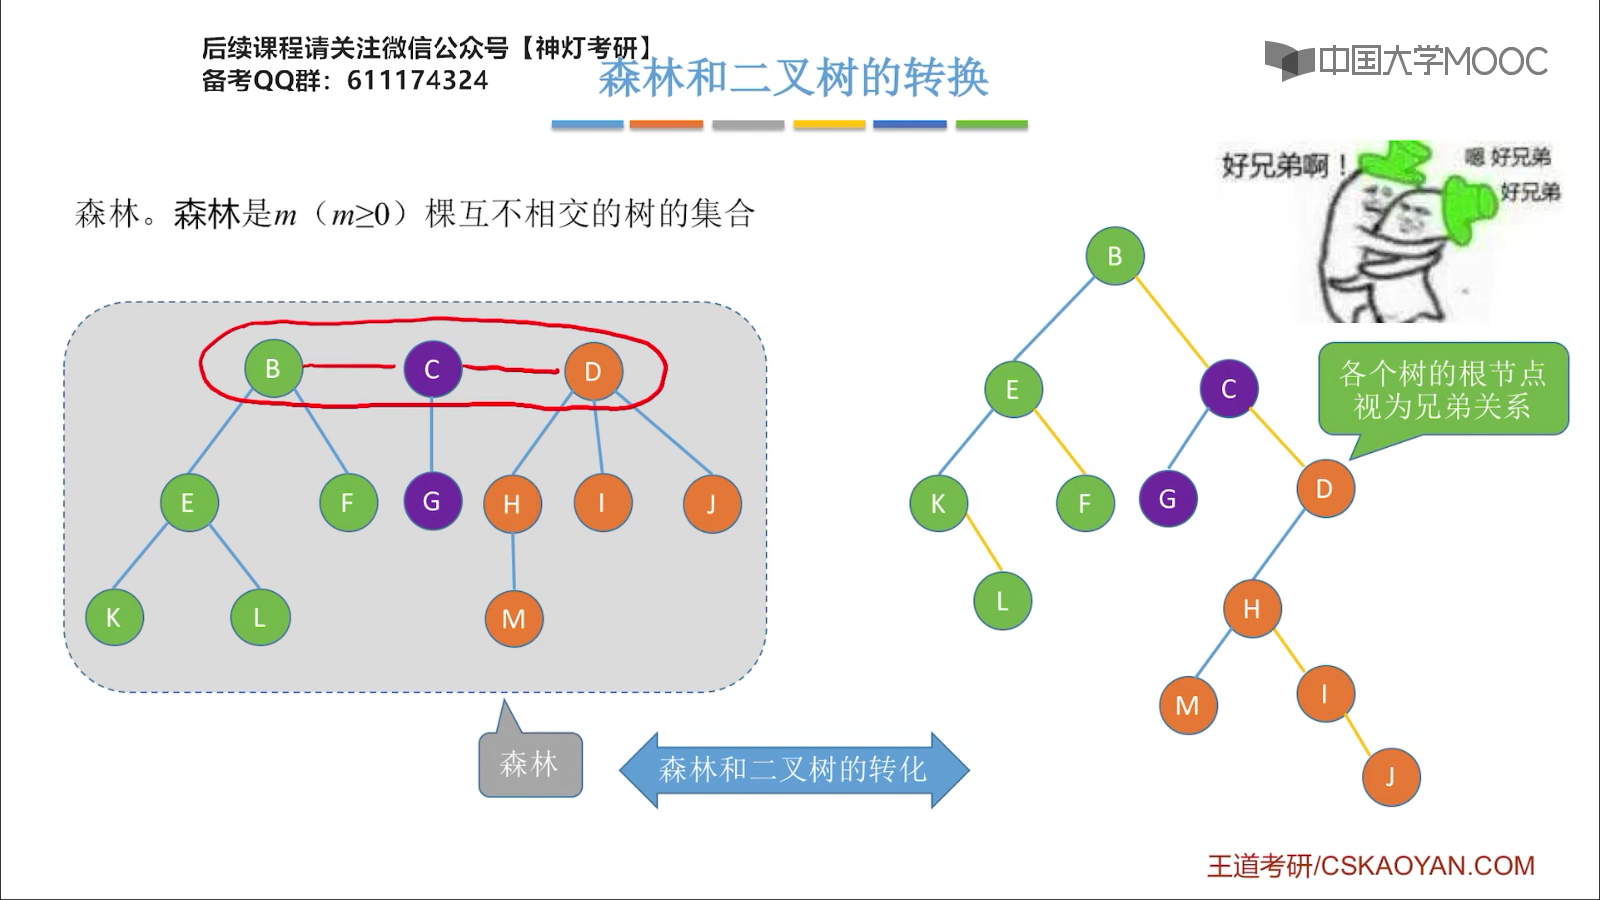 后续课程请关注微信公众号【神灯考研】
备考QQ群：611174324
森林和二叉树的转换
中国大学MOOC
好兄弟啊！
嗯 好兄弟
好兄弟
森林。森林是m（m≥0）棵互不相交的树的集合
B C D
E F G H I J
K L M
森林
森林和二叉树的转化
B
E C
K F G D
L H
M I
J
各个树的根节点
视为兄弟关系
王道考研/CSKAOYAN.COM